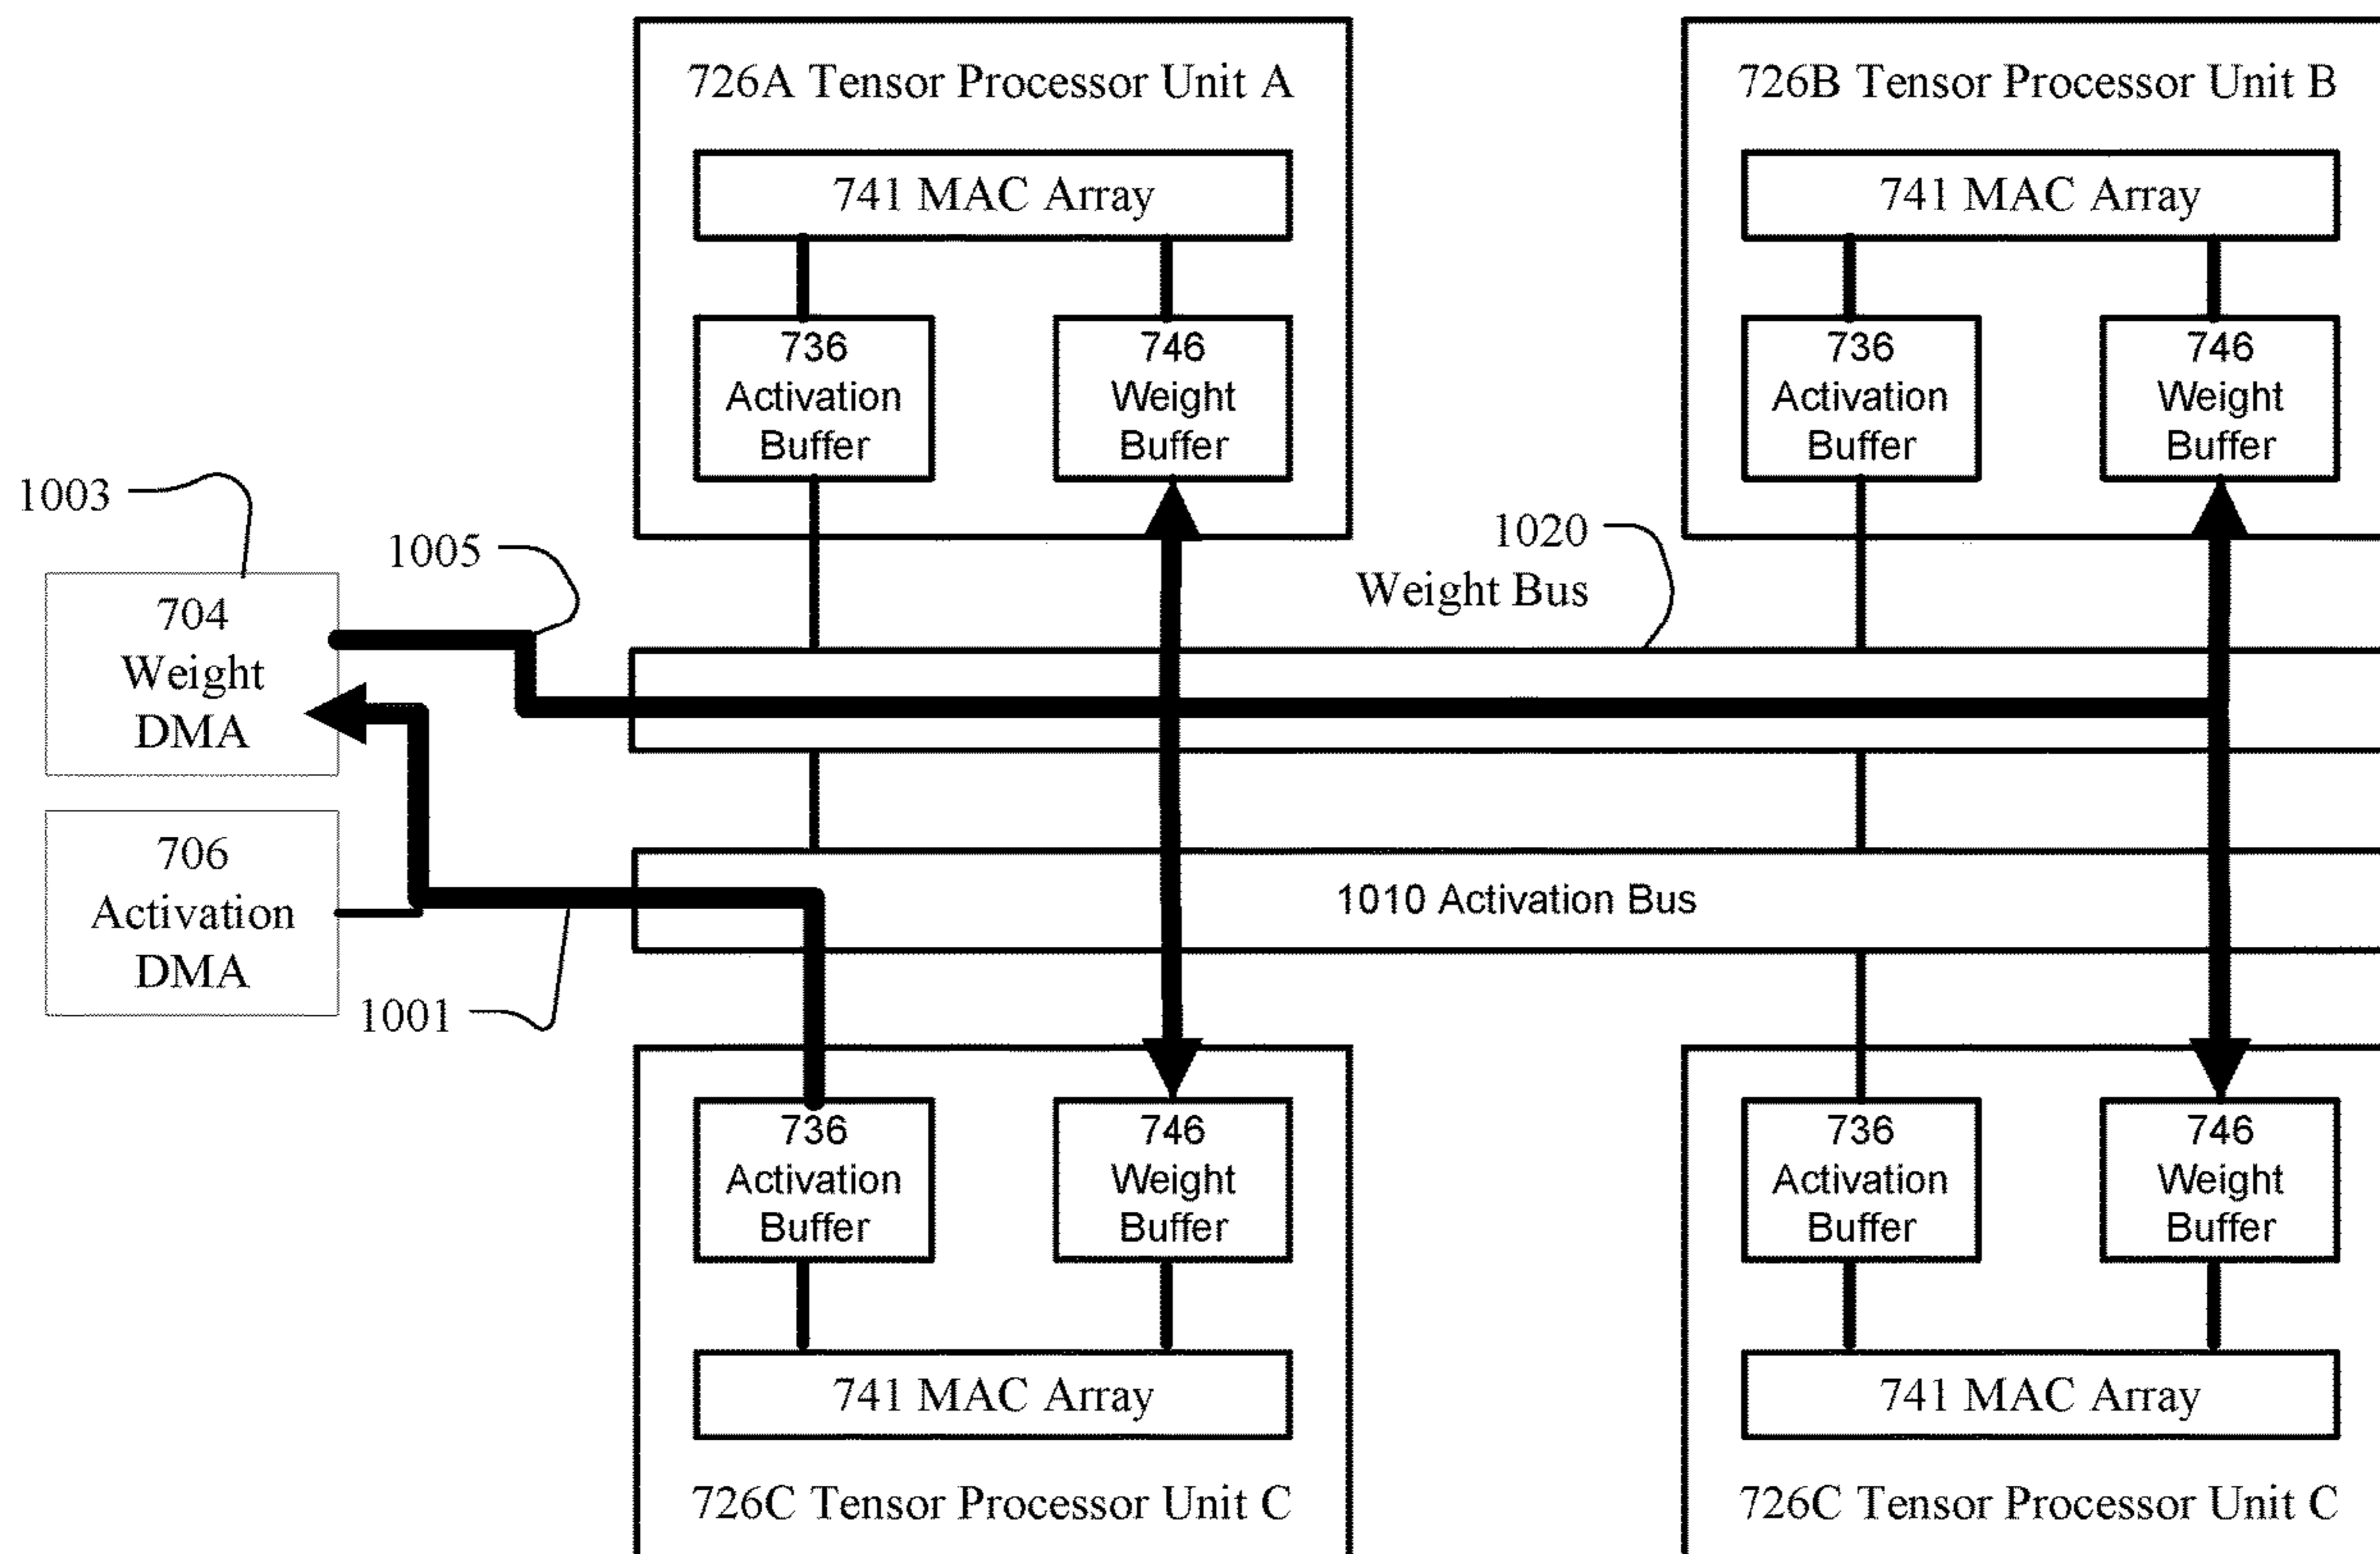 726A Tensor Processor Unit A
741 MAC Array
736
Activation
Buffer
746
Weight
Buffer
726B Tensor Processor Unit B
741 MAC Array
736
Activation
Buffer
746
Weight
Buffer
1003
1005
1020
Weight Bus
704
Weight
DMA
706
Activation
DMA
1001
1010 Activation Bus
736
Activation
Buffer
746
Weight
Buffer
741 MAC Array
726C Tensor Processor Unit C
736
Activation
Buffer
746
Weight
Buffer
741 MAC Array
726C Tensor Processor Unit C